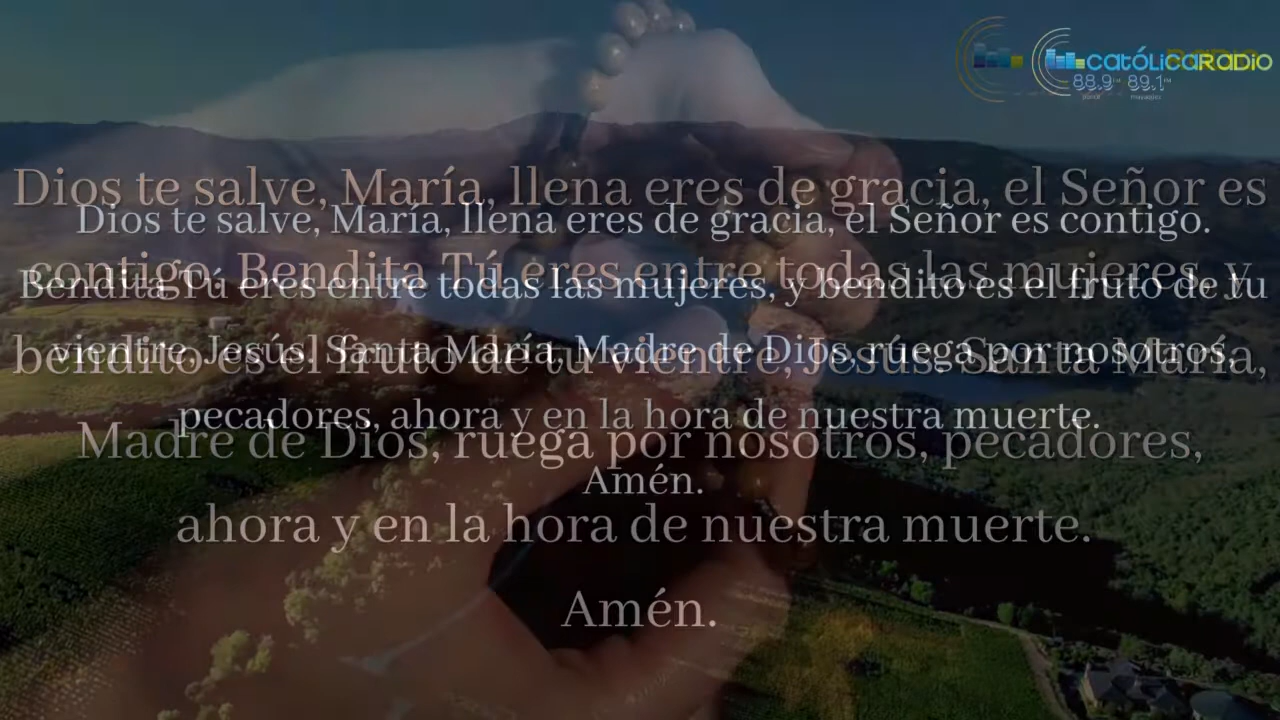 católicaRadio
88.9FM 89.1FM
ponce mayagüez
Dios te salve, María, llena eres de gracia, el Señor es
contigo. Bendita Tú eres entre todas las mujeres, y
bendito es el fruto de tu vientre, Jesús. Santa María,
Madre de Dios, ruega por nosotros, pecadores,
ahora y en la hora de nuestra muerte.
Amén.
Dios te salve, María, llena eres de gracia, el Señor es contigo.
Bendita Tú eres entre todas las mujeres, y bendito es el fruto de tu
vientre, Jesús. Santa María, Madre de Dios, ruega por nosotros,
pecadores, ahora y en la hora de nuestra muerte.
Amén.